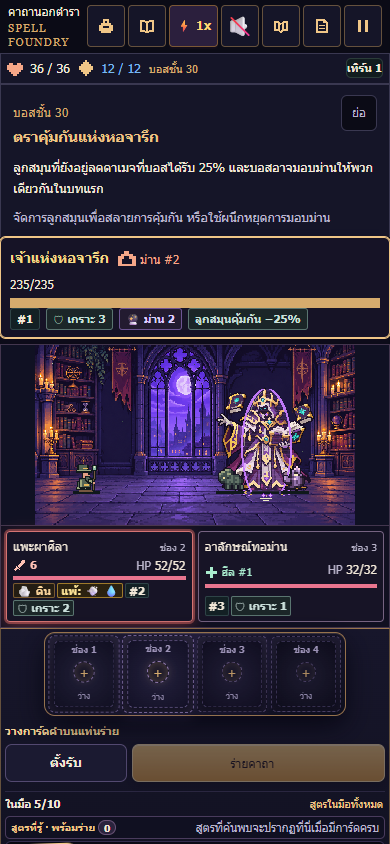 คาถานอกตำรา
SPELL
FOUNDRY
1x
36 / 36
12 / 12
บอสชั้น 30
เทิร์น 1
บอสชั้น 30
ย่อ
ตราคุ้มกันแห่งหอจารึก
ลูกสมุนที่ยังอยู่ลดดาเมจที่บอสได้รับ 25% และบอสอาจมอบม่านให้พวก
เดียวกันในบทแรก
จัดการลูกสมุนเพื่อสลายการคุ้มกัน หรือใช้ผนึกหยุดการมอบม่าน
เจ้าแห่งหอจารึก
ม่าน #2
235/235
#1
เกราะ 3
ม่าน 2
ลูกสมุนคุ้มกัน −25%
แพะผาศิลา
ช่อง 2
6
HP 52/52
ดิน
แพ้:
#2
เกราะ 2
อาลักษณ์ทอม่าน
ช่อง 3
ฮีล #1
HP 32/32
#3
เกราะ 1
ช่อง 1
ช่อง 2
ช่อง 3
ช่อง 4
+
+
+
+
วาง
วาง
วาง
วาง
วางการ์ดคำบนแท่นร่าย
ตั้งรับ
ร่ายคาถา
ในมือ 5/10
สูตรในมือทั้งหมด
สูตรที่รู้ · พร้อมร่าย 0
สูตรที่ค้นพบจะปรากฏที่นี่เมื่อมีการ์ดครบ